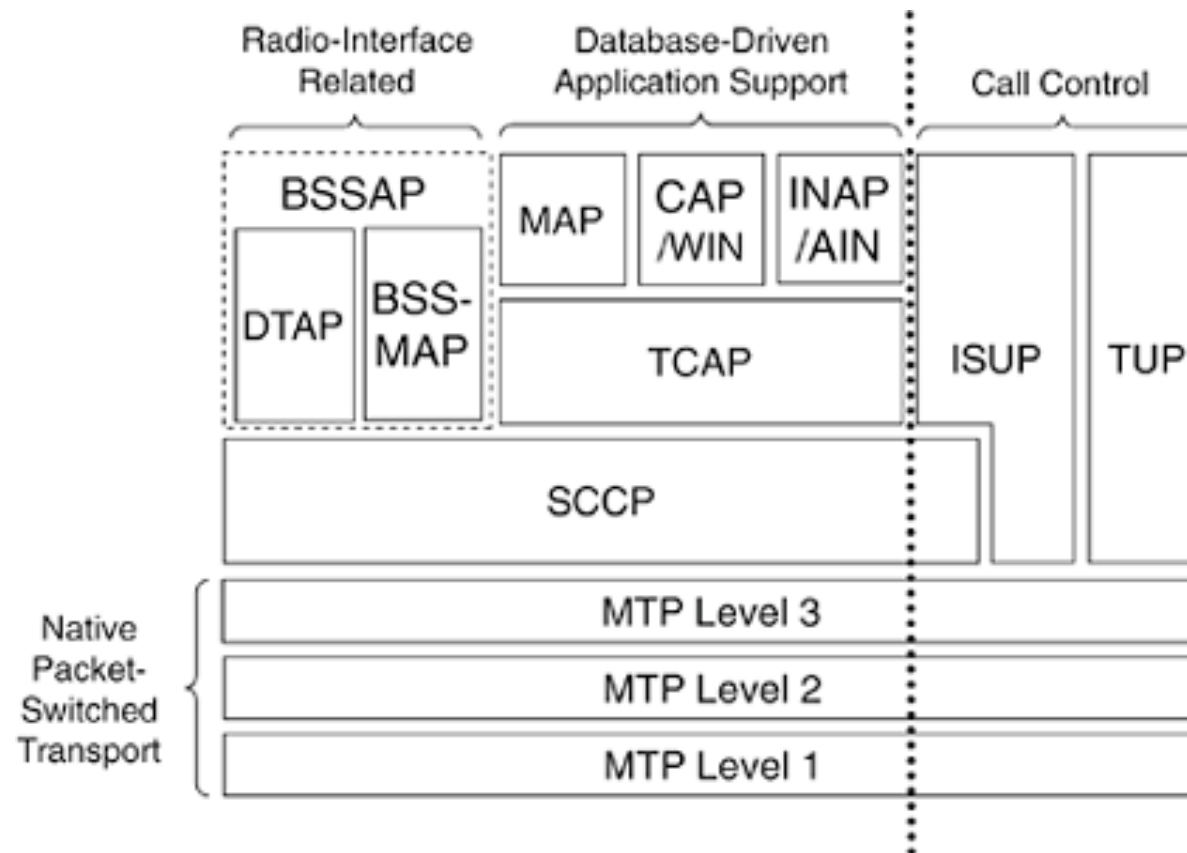 Radio-Interface
Related
Database-Driven
Application Support
Call Control
BSSAP
DTAP
BSS-
MAP
MAP
CAP
/WIN
INAP
/AIN
TCAP
ISUP
TUP
SCCP
Native
Packet-
Switched
Transport
MTP Level 3
MTP Level 2
MTP Level 1